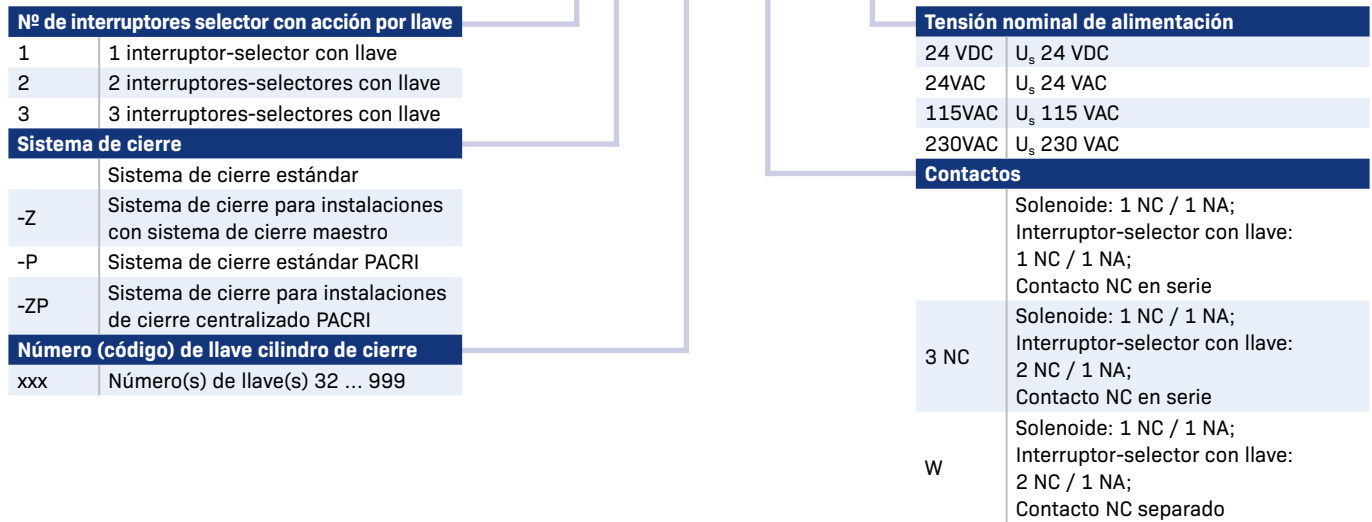 Nº de interruptores selector con acción por llave
1 1 interruptor-selector con llave
2 2 interruptores-selectores con llave
3 3 interruptores-selectores con llave
Sistema de cierre
Sistema de cierre estándar
-Z Sistema de cierre para instalaciones
con sistema de cierre maestro
-P Sistema de cierre estándar PACRI
-ZP Sistema de cierre para instalaciones
de cierre centralizado PACRI
Número (código) de llave cilindro de cierre
xxx Número(s) de llave(s) 32 ... 999
Tensión nominal de alimentación
24 VDC Us 24 VDC
24VAC Us 24 VAC
115VAC Us 115 VAC
230VAC Us 230 VAC
Contactos
Solenoide: 1 NC / 1 NA;
Interruptor-selector con llave:
1 NC / 1 NA;
Contacto NC en serie
Solenoide: 1 NC / 1 NA;
Interruptor-selector con llave:
3 NC
2 NC / 1 NA;
Contacto NC en serie
Solenoide: 1 NC / 1 NA;
Interruptor-selector con llave:
W
2 NC / 1 NA;
Contacto NC separado